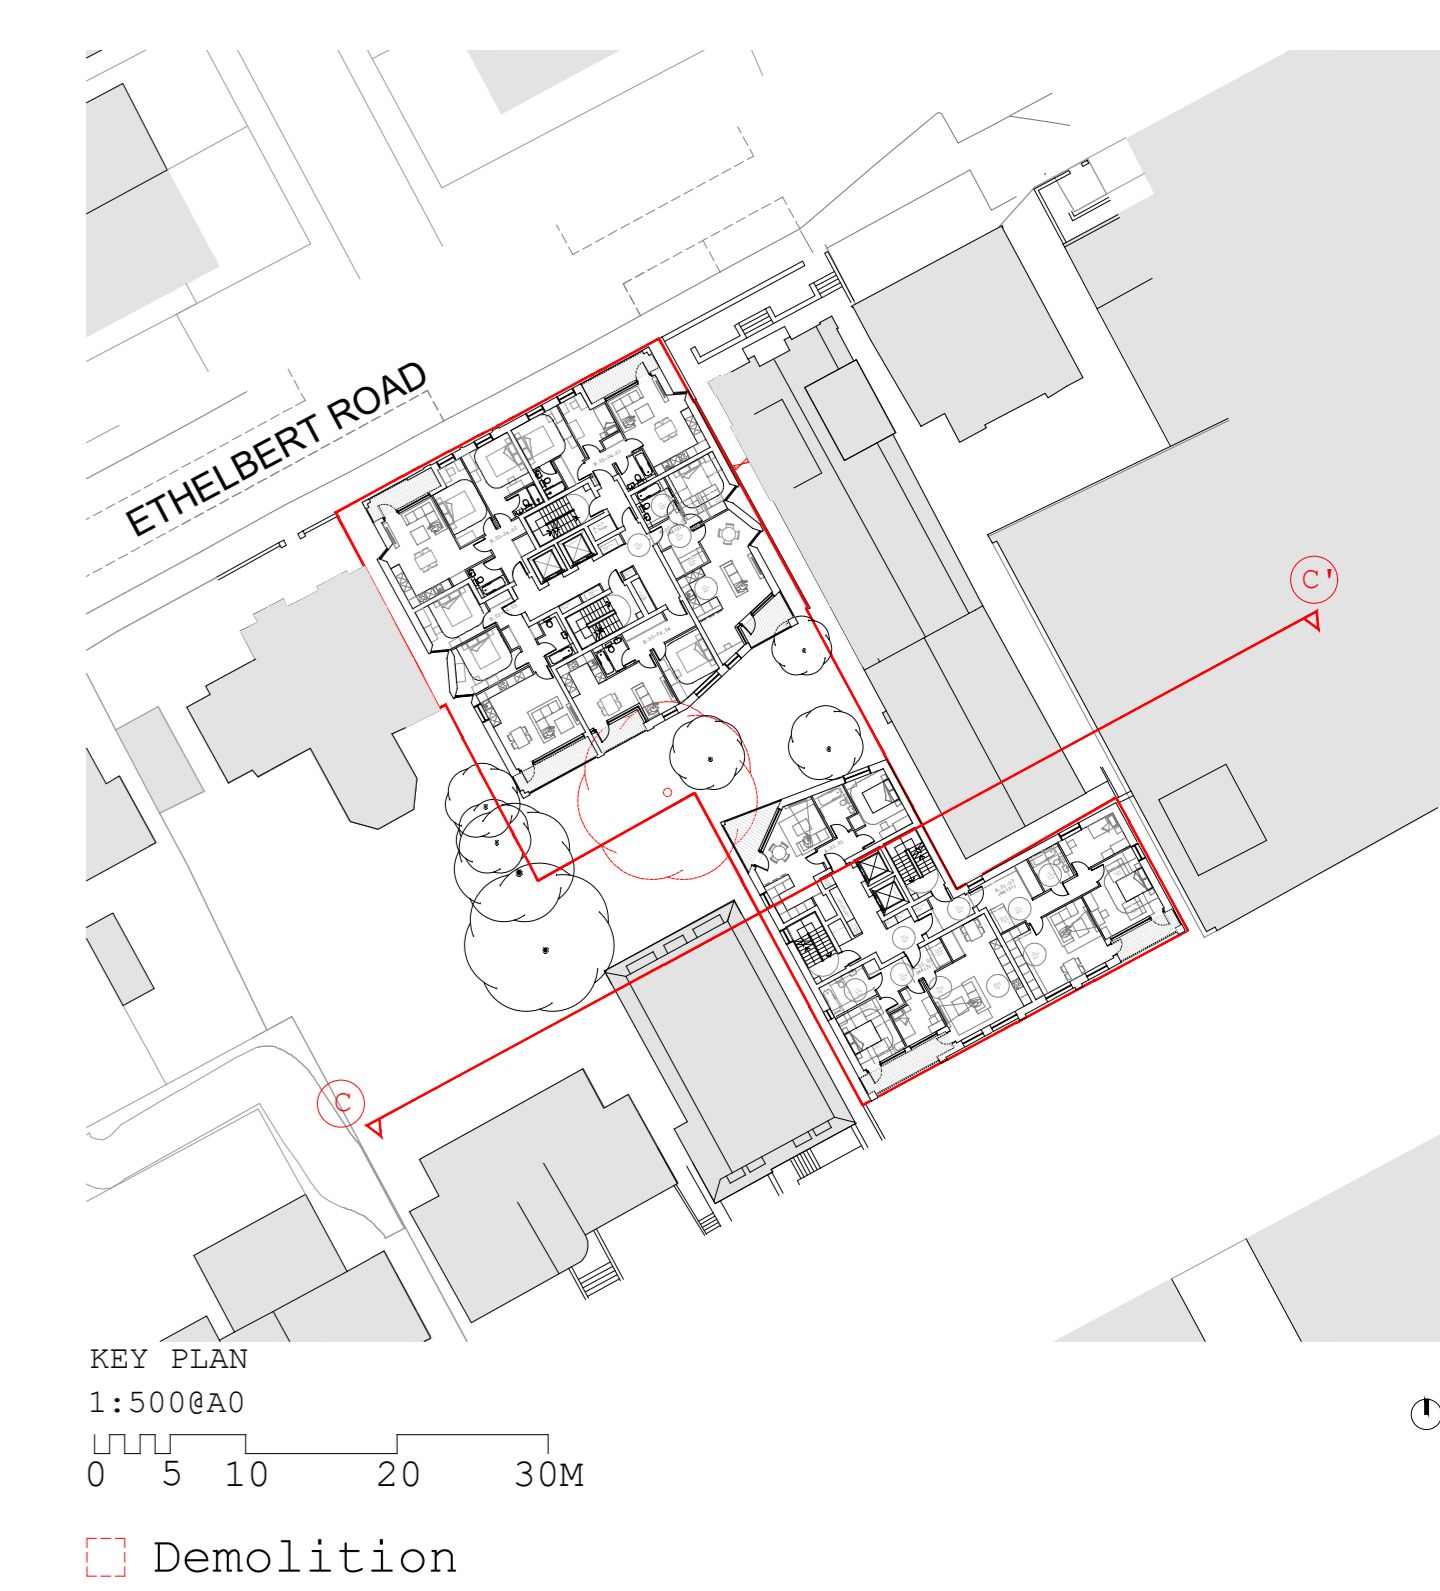 ETHELBERT ROAD
C'
C
KEY PLAN
1:500@A0
0 5 10 20 30M
Demolition